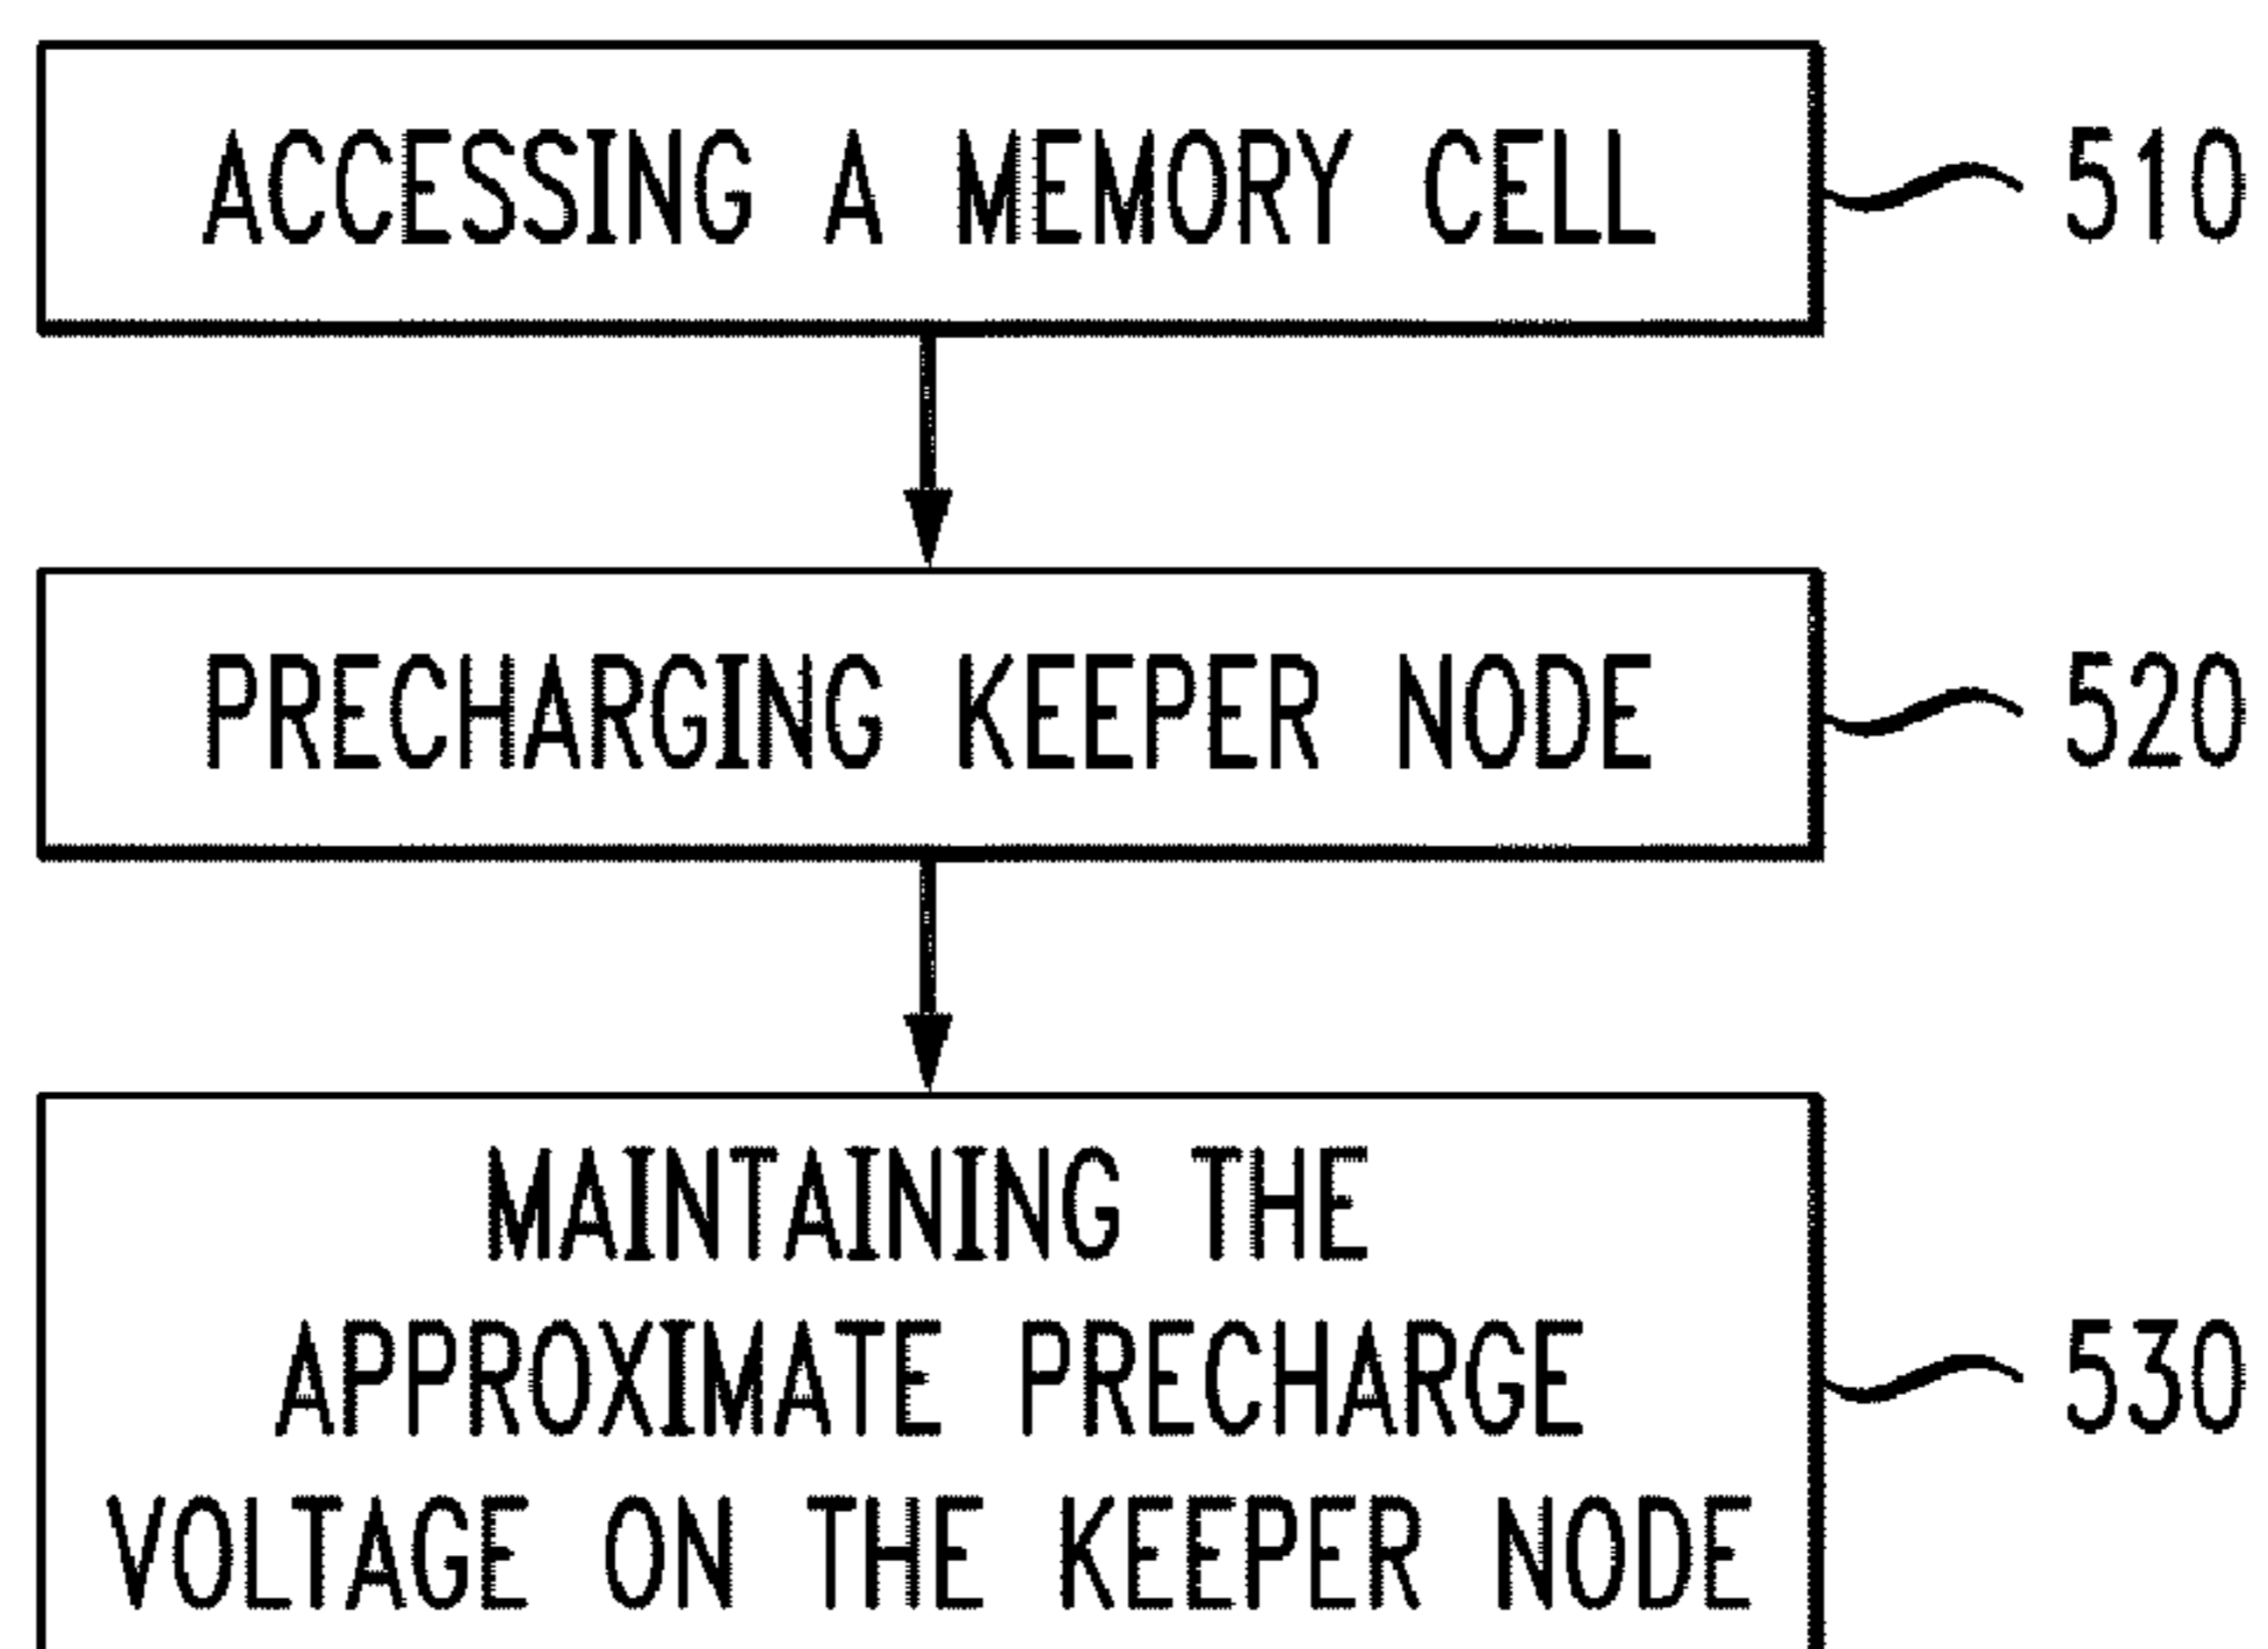 ACCESSING A MEMORY CELL
510
PRECHARGING KEEPER NODE
520
MAINTAINING THE
APPROXIMATE PRECHARGE
530
VOLTAGE ON THE KEEPER NODE